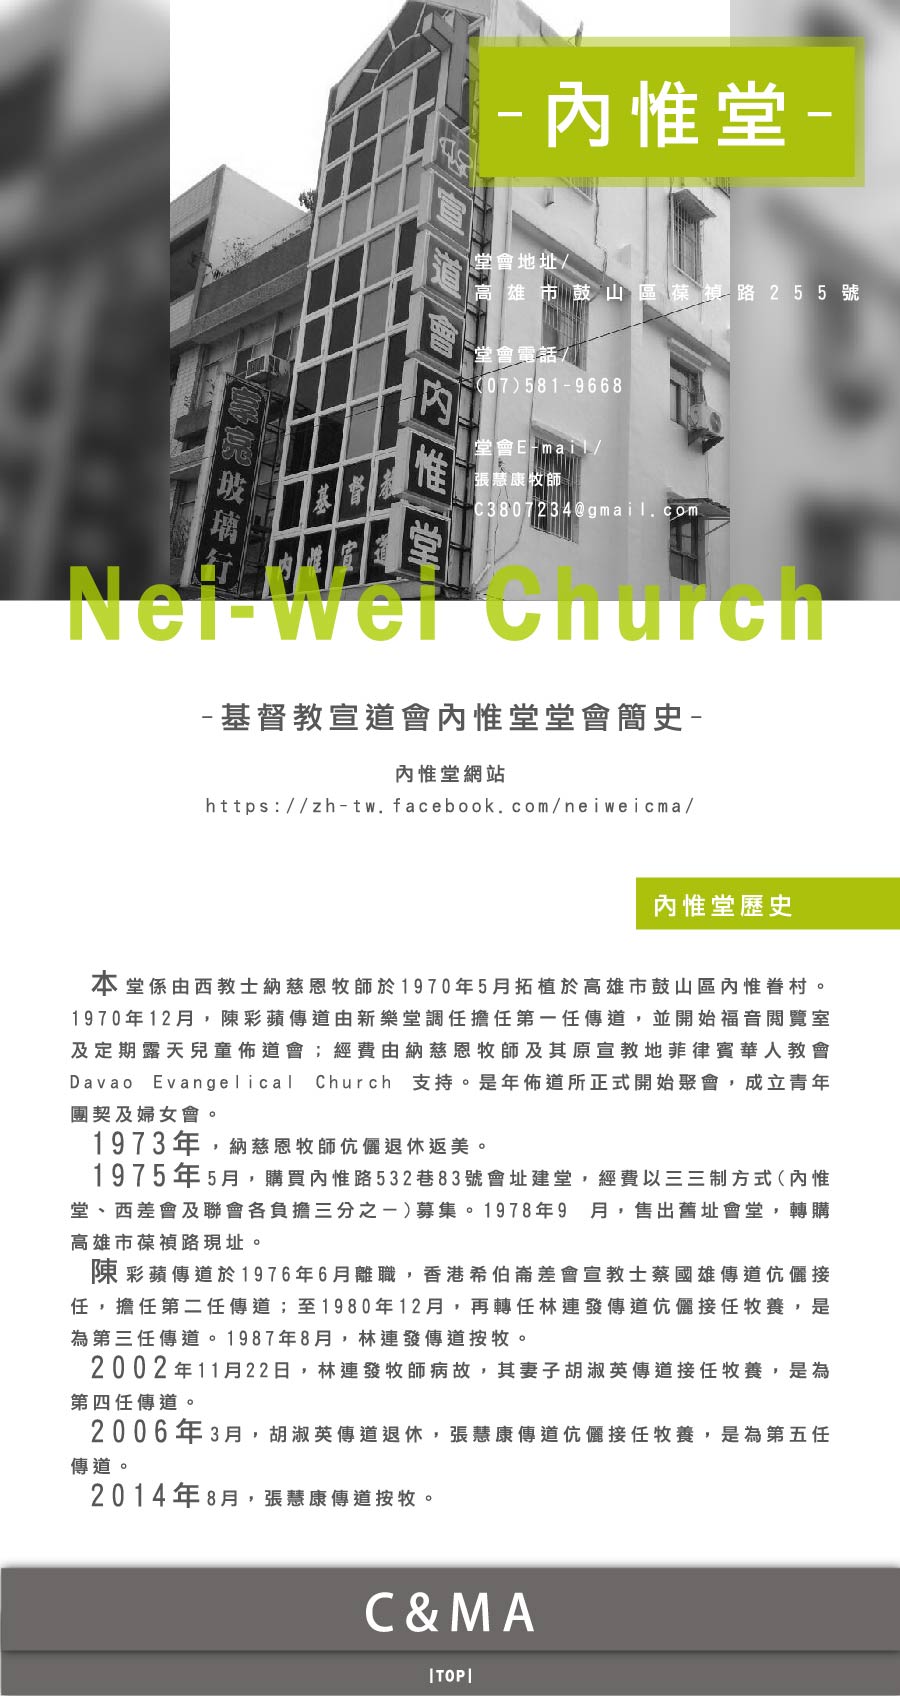 -內惟堂-
宣道會內惟堂
亮玻璃行
基督教
內惟宣道
堂會地址/
高雄市鼓山區葆禎路255號
堂會電話/
(07)581-9668
堂會E-mail/
張慧康牧師
C3807234@gmail.com
Nei-Wei Church
-基督教宣道會內惟堂堂會簡史-
內惟堂網站
https://zh-tw.facebook.com/neiweicma/
內惟堂歷史
本堂係由西教士納慈恩牧師於1970年5月拓植於高雄市鼓山區內惟眷村。
1970年12月，陳彩蘋傳道由新樂堂調任擔任第一任傳道，並開始福音閱覽室
及定期露天兒童佈道會；經費由納慈恩牧師及其原宣教地菲律賓華人教會
Davao Evangelical Church 支持。是年佈道所正式開始聚會，成立青年
團契及婦女會。
1973年，納慈恩牧師伉儷退休返美。
1975年5月，購買內惟路532巷83號會址建堂，經費以三三制方式(內惟
堂、西差會及聯會各負擔三分之一)募集。1978年9 月，售出舊址會堂，轉購
高雄市葆禎路現址。
陳彩蘋傳道於1976年6月離職，香港希伯崙差會宣教士蔡國雄傳道伉儷接
任，擔任第二任傳道；至1980年12月，再轉任林連發傳道伉儷接任牧養，是
為第三任傳道。1987年8月，林連發傳道按牧。
2002年11月22日，林連發牧師病故，其妻子胡淑英傳道接任牧養，是為
第四任傳道。
2006年3月，胡淑英傳道退休，張慧康傳道伉儷接任牧養，是為第五任
傳道。
2014年8月，張慧康傳道按牧。
C&MA
|TOP|